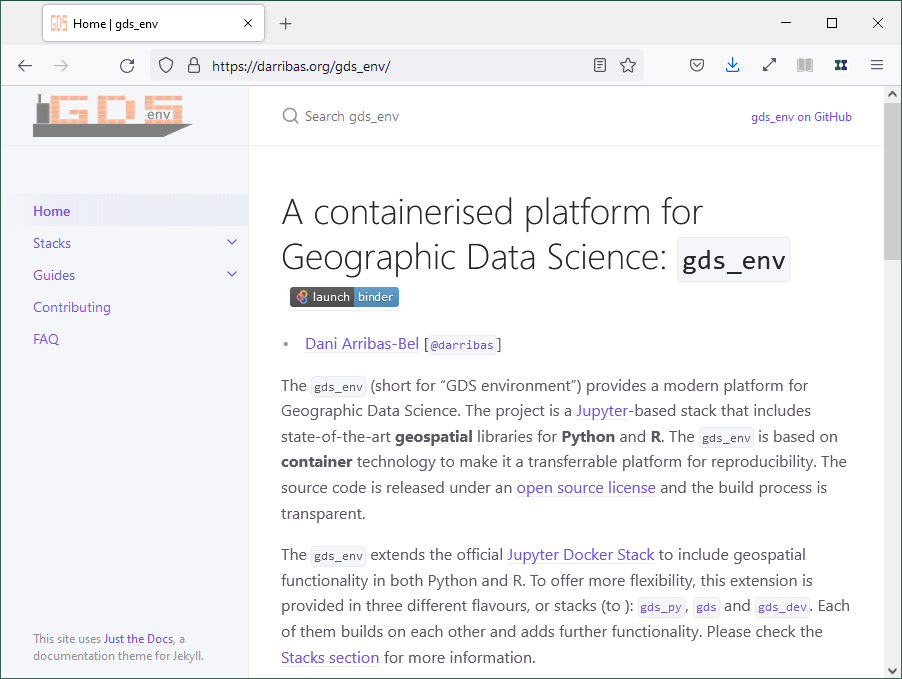 Home | gds_env
https://darribas.org/gds_env/
GDS
env
Search gds_env
gds_env on GitHub
Home
Stacks
Guides
Contributing
FAQ
A containerised platform for
Geographic Data Science: gds_env
launch binder
• Dani Arribas-Bel [@darribas]
The gds_env (short for “GDS environment”) provides a modern platform for
Geographic Data Science. The project is a Jupyter-based stack that includes
state-of-the-art geospatial libraries for Python and R. The gds_env is based on
container technology to make it a transferrable platform for reproducibility. The
source code is released under an open source license and the build process is
transparent.
The gds_env extends the official Jupyter Docker Stack to include geospatial
functionality in both Python and R. To offer more flexibility, this extension is
provided in three different flavours, or stacks (to ): gds_py, gds and gds_dev. Each
of them builds on each other and adds further functionality. Please check the
Stacks section for more information.
This site uses Just the Docs, a
documentation theme for Jekyll.